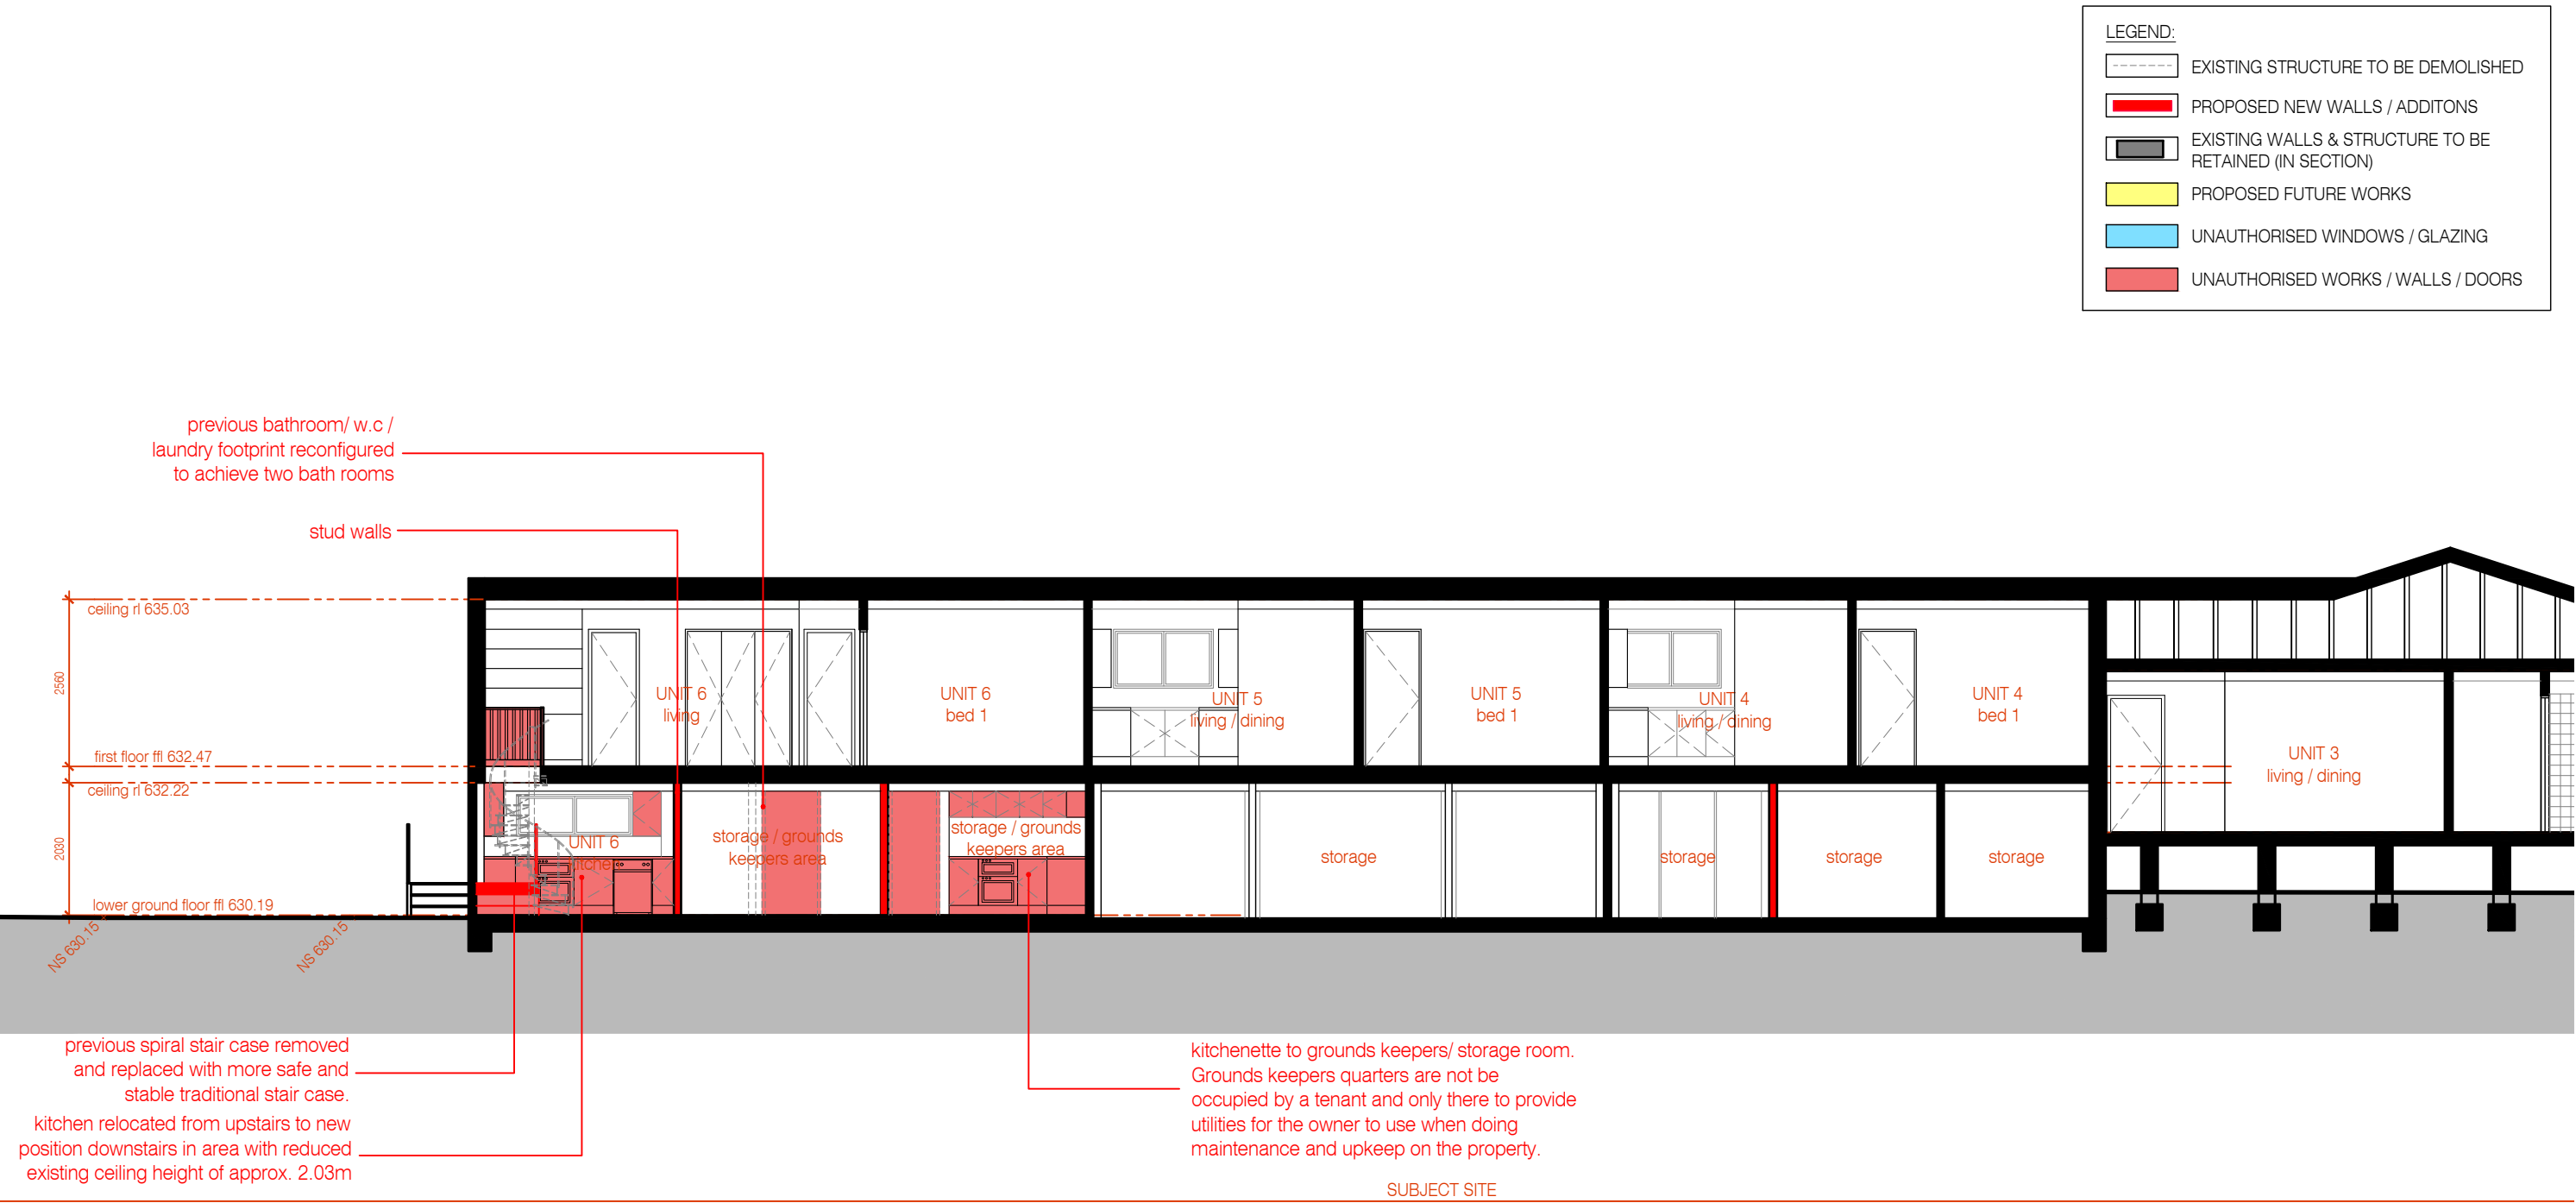 LEGEND:
EXISTING STRUCTURE TO BE DEMOLISHED
PROPOSED NEW WALLS / ADDITONS
EXISTING WALLS & STRUCTURE TO BE
RETAINED (IN SECTION)
PROPOSED FUTURE WORKS
UNAUTHORISED WINDOWS / GLAZING
UNAUTHORISED WORKS / WALLS / DOORS
previous bathroom/ w.c /
laundry footprint reconfigured
to achieve two bath rooms
stud walls
ceiling rl 635.03
2560
first floor ffl 632.47
ceiling rl 632.22
2030
lower ground floor ffl 630.19
NS 630.15
NS 630.15
UNIT 6
living
UNIT 6
bed 1
UNIT 5
living / dining
UNIT 5
bed 1
UNIT 4
living / dining
UNIT 4
bed 1
UNIT 3
living / dining
UNIT 6
kitchen
storage / grounds
keepers area
storage / grounds
keepers area
storage
storage
storage
storage
previous spiral stair case removed
and replaced with more safe and
stable traditional stair case.
kitchen relocated from upstairs to new
position downstairs in area with reduced
existing ceiling height of approx. 2.03m
kitchenette to grounds keepers/ storage room.
Grounds keepers quarters are not be
occupied by a tenant and only there to provide
utilities for the owner to use when doing
maintenance and upkeep on the property.
SUBJECT SITE